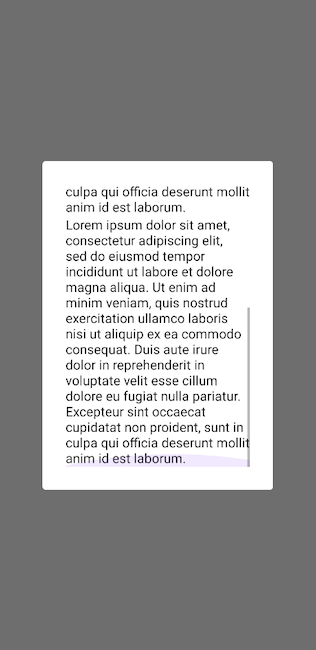 culpa qui officia deserunt mollit
anim id est laborum.
Lorem ipsum dolor sit amet,
consectetur adipiscing elit,
sed do eiusmod tempor
incididunt ut labore et dolore
magna aliqua. Ut enim ad
minim veniam, quis nostrud
exercitation ullamco laboris
nisi ut aliquip ex ea commodo
consequat. Duis aute irure
dolor in reprehenderit in
voluptate velit esse cillum
dolore eu fugiat nulla pariatur.
Excepteur sint occaecat
cupidatat non proident, sunt in
culpa qui officia deserunt mollit
anim id est laborum.